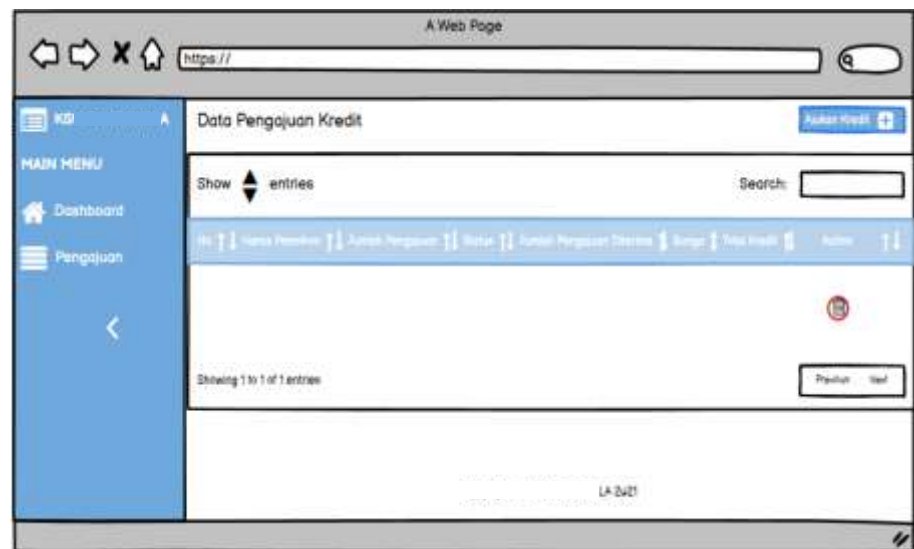 A Web Page
https://
KSI A
Data Pengajuan Kredit
Ajukan Kredit
MAIN MENU
Show entries
Search:
Dashboard
No Nama Pemohon Jumlah Pengajuan Status Jumlah Pengajuan Diterima Bunga Total Kredit Action
Pengajuan
Showing 1 to 1 of 1 entries
Previous Next